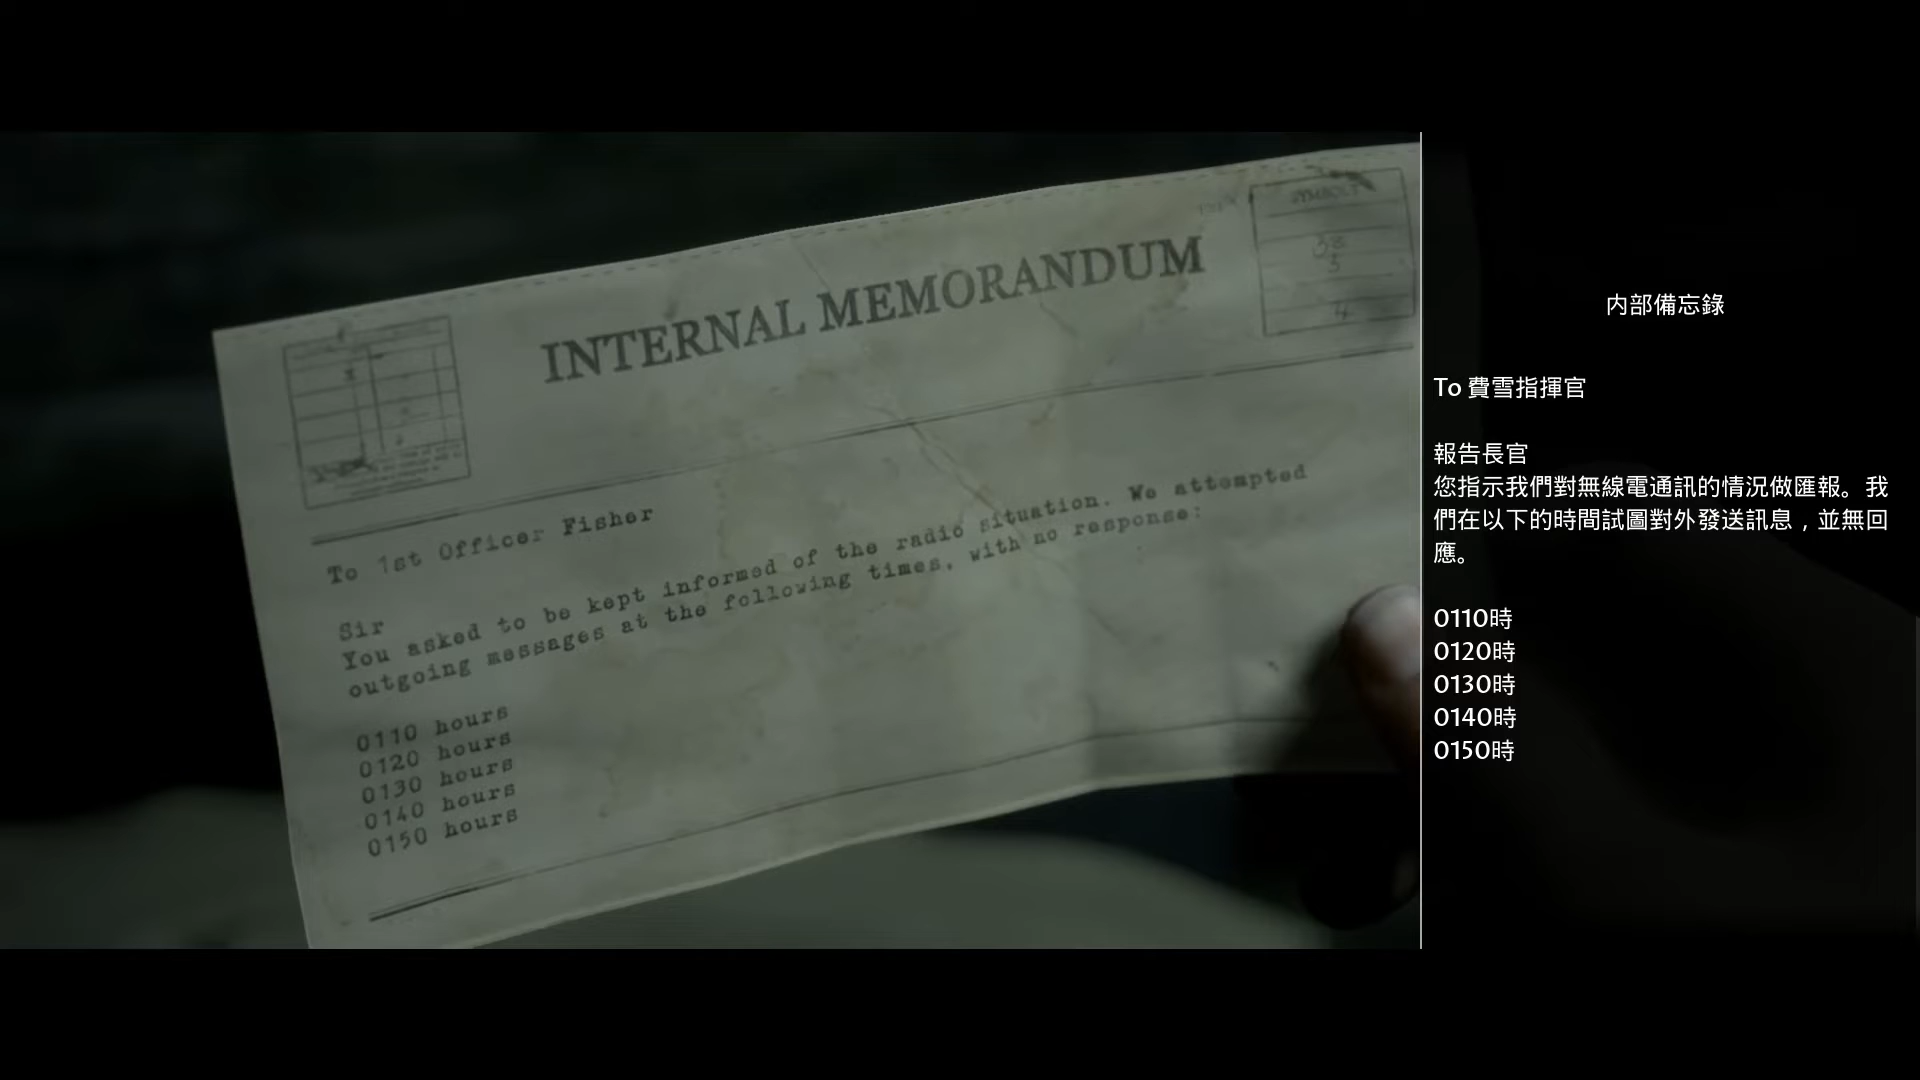 INTERNAL MEMORANDUM
To 1st Officer Fisher
Sir
You asked to be kept informed of the radio situation. We attempted
outgoing messages at the following times, with no response:
0110 hours
0120 hours
0130 hours
0140 hours
0150 hours
内部備忘錄
To 費雪指揮官
報告長官
您指示我們對無線電通訊的情況做匯報。我
們在以下的時間試圖對外發送訊息，並無回
應。
0110時
0120時
0130時
0140時
0150時